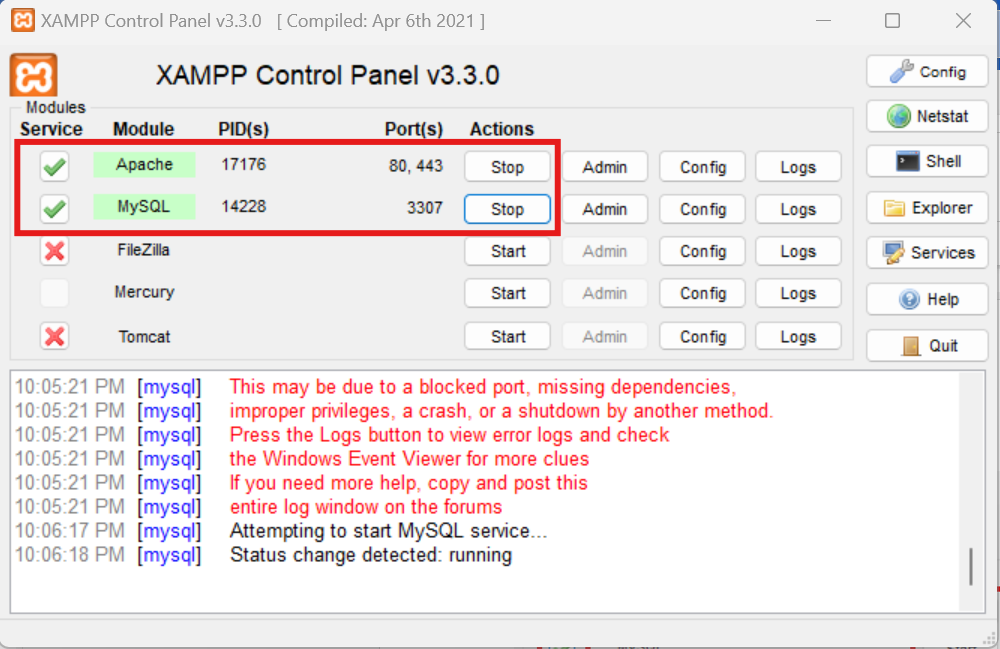 XAMPP Control Panel v3.3.0 [ Compiled: Apr 6th 2021 ]
XAMPP Control Panel v3.3.0
Config
Modules
Service Module PID(s) Port(s) Actions
Netstat
Apache 17176 80, 443 Stop Admin Config Logs
Shell
MySQL 14228 3307 Stop Admin Config Logs
Explorer
FileZilla Start Admin Config Logs
Services
Mercury Start Admin Config Logs
Help
Tomcat Start Admin Config Logs
Quit
10:05:21 PM [mysql] This may be due to a blocked port, missing dependencies,
10:05:21 PM [mysql] improper privileges, a crash, or a shutdown by another method.
10:05:21 PM [mysql] Press the Logs button to view error logs and check
10:05:21 PM [mysql] the Windows Event Viewer for more clues
10:05:21 PM [mysql] If you need more help, copy and post this
10:05:21 PM [mysql] entire log window on the forums
10:06:17 PM [mysql] Attempting to start MySQL service...
10:06:18 PM [mysql] Status change detected: running